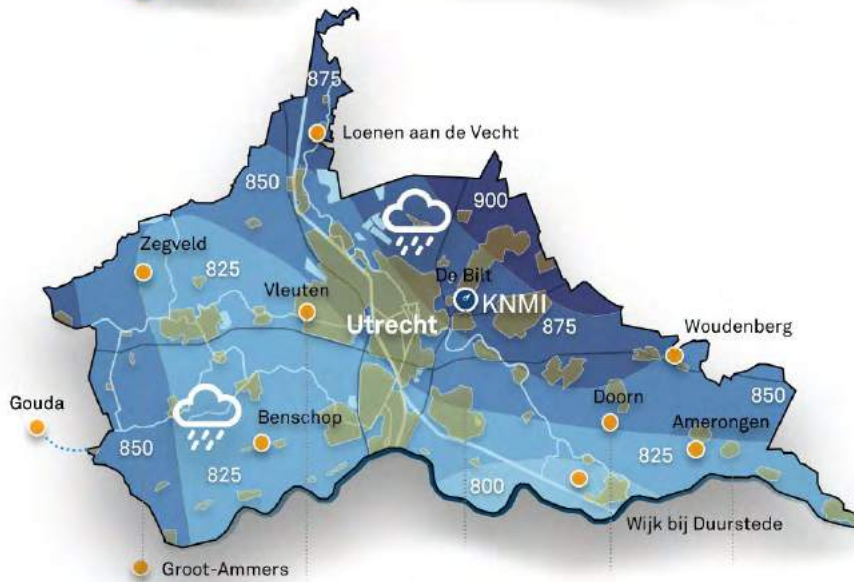 875
Loenen aan de Vecht
850
900
Zegveld
825
De Bilt
Vleuten
KNMI
Utrecht
875
Woudenberg
850
Gouda
Benschop
Doorn
Amerongen
850
825
825
800
Wijk bij Duurstede
Groot-Ammers